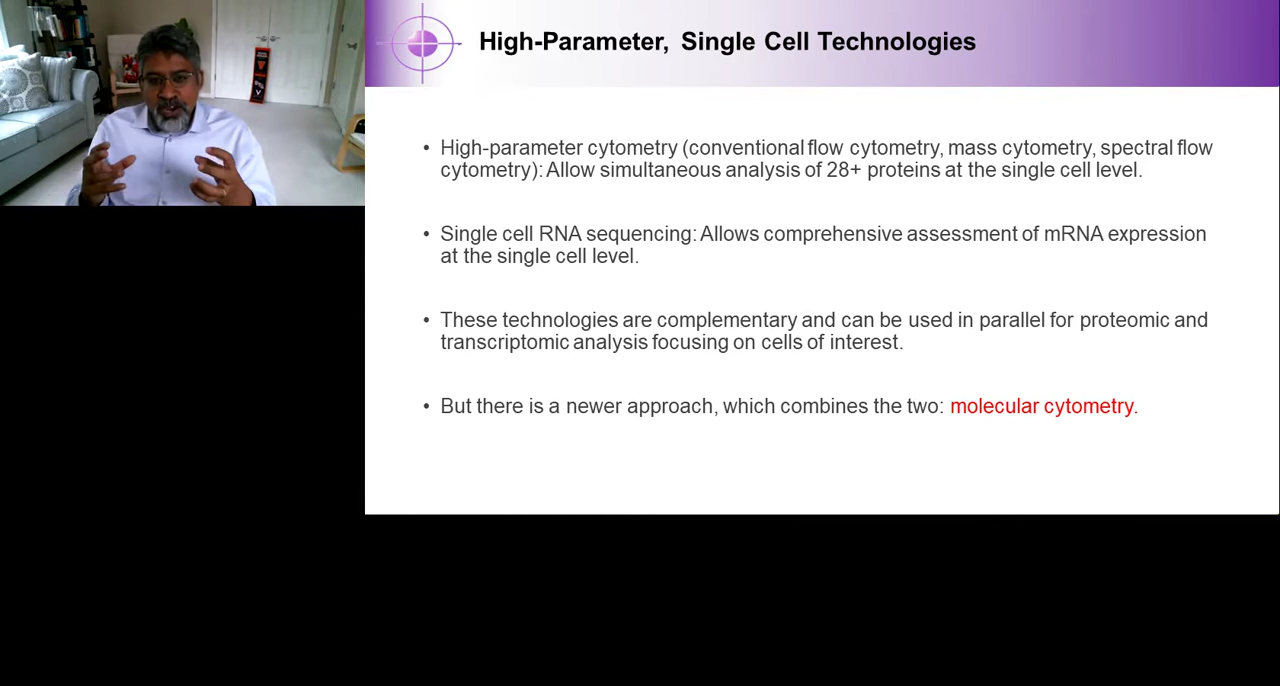 High-Parameter, Single Cell Technologies
• High-parameter cytometry (conventional flow cytometry, mass cytometry, spectral flow
cytometry): Allow simultaneous analysis of 28+ proteins at the single cell level.
• Single cell RNA sequencing: Allows comprehensive assessment of mRNA expression
at the single cell level.
• These technologies are complementary and can be used in parallel for proteomic and
transcriptomic analysis focusing on cells of interest.
• But there is a newer approach, which combines the two: molecular cytometry.